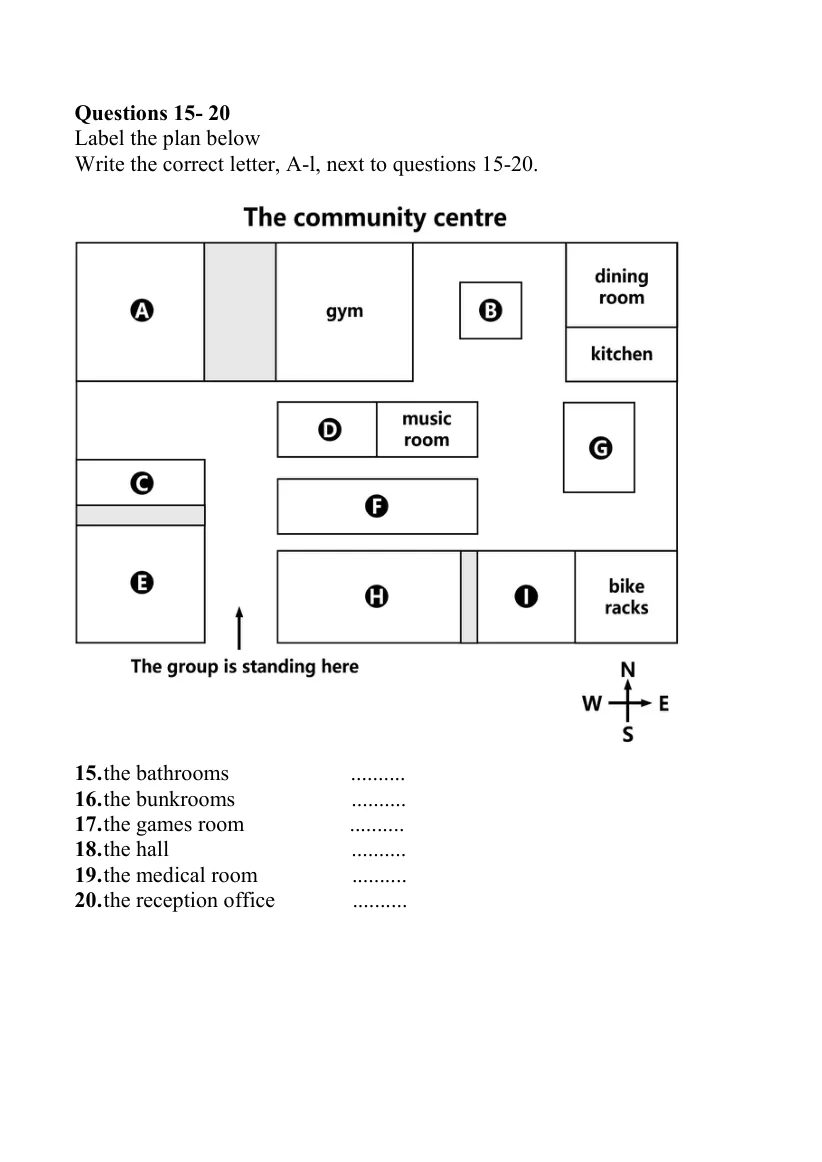 Questions 15- 20
Label the plan below
Write the correct letter, A-l, next to questions 15-20.
The community centre
A
gym
B
dining
room
kitchen
D
music
room
G
C
F
E
H
I
bike
racks
The group is standing here
N
W
E
S
15.the bathrooms ..........
16.the bunkrooms ..........
17.the games room ..........
18.the hall ..........
19.the medical room ..........
20.the reception office ..........